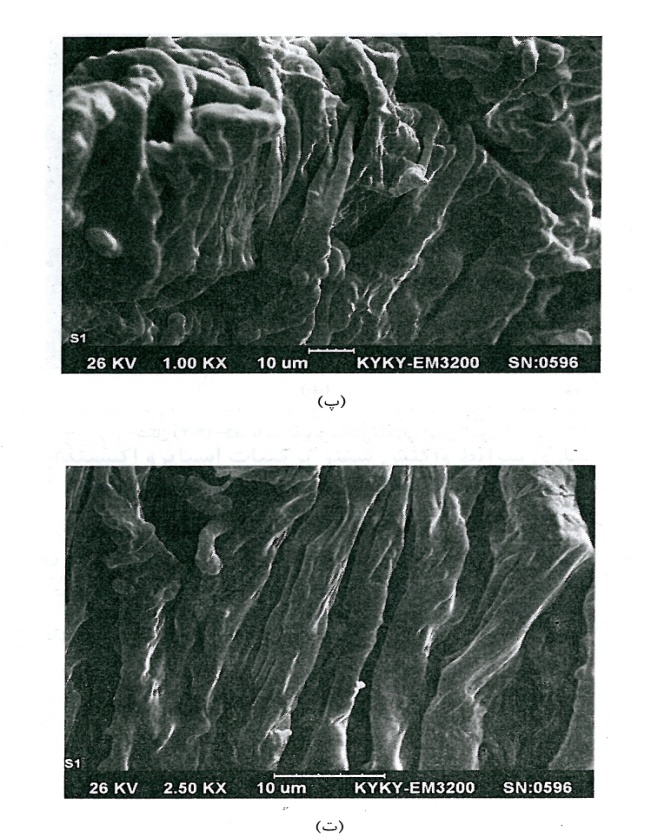 S1
26 KV 1.00 KX 10 um KYKY-EM3200 SN:0596
(پ)
S1
26 KV 2.50 KX 10 um KYKY-EM3200 SN:0596
(ت)